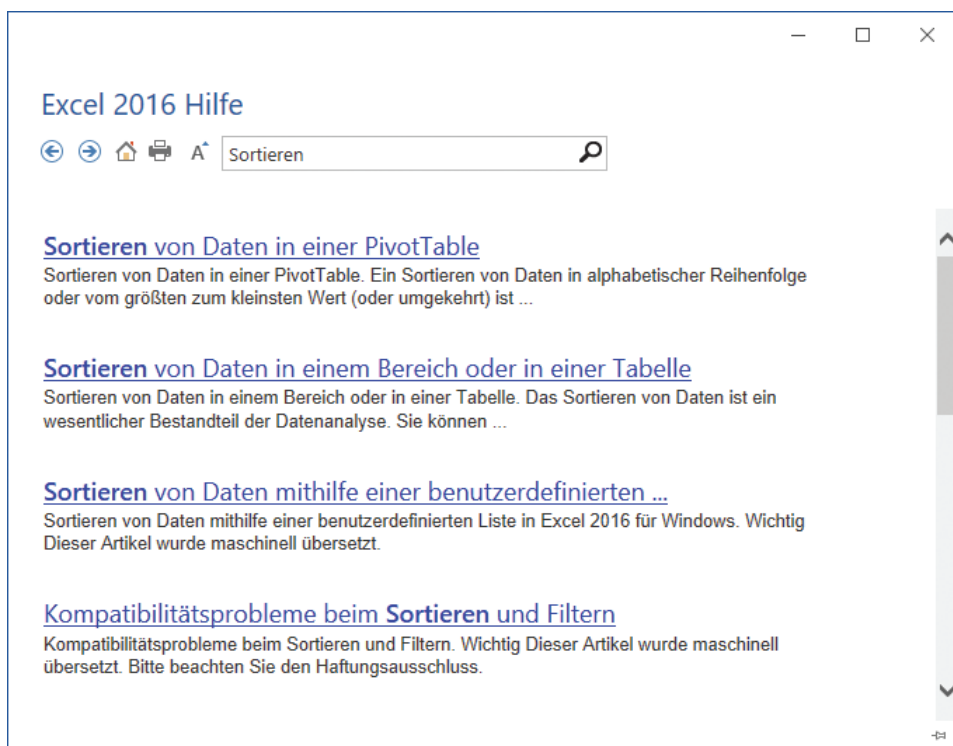 Excel 2016 Hilfe
Sortieren
Sortieren von Daten in einer PivotTable
Sortieren von Daten in einer PivotTable. Ein Sortieren von Daten in alphabetischer Reihenfolge
oder vom größten zum kleinsten Wert (oder umgekehrt) ist ...
Sortieren von Daten in einem Bereich oder in einer Tabelle
Sortieren von Daten in einem Bereich oder in einer Tabelle. Das Sortieren von Daten ist ein
wesentlicher Bestandteil der Datenanalyse. Sie können ...
Sortieren von Daten mithilfe einer benutzerdefinierten ...
Sortieren von Daten mithilfe einer benutzerdefinierten Liste in Excel 2016 für Windows. Wichtig
Dieser Artikel wurde maschinell übersetzt.
Kompatibilitätsprobleme beim Sortieren und Filtern
Kompatibilitätsprobleme beim Sortieren und Filtern. Wichtig Dieser Artikel wurde maschinell
übersetzt. Bitte beachten Sie den Haftungsausschluss.